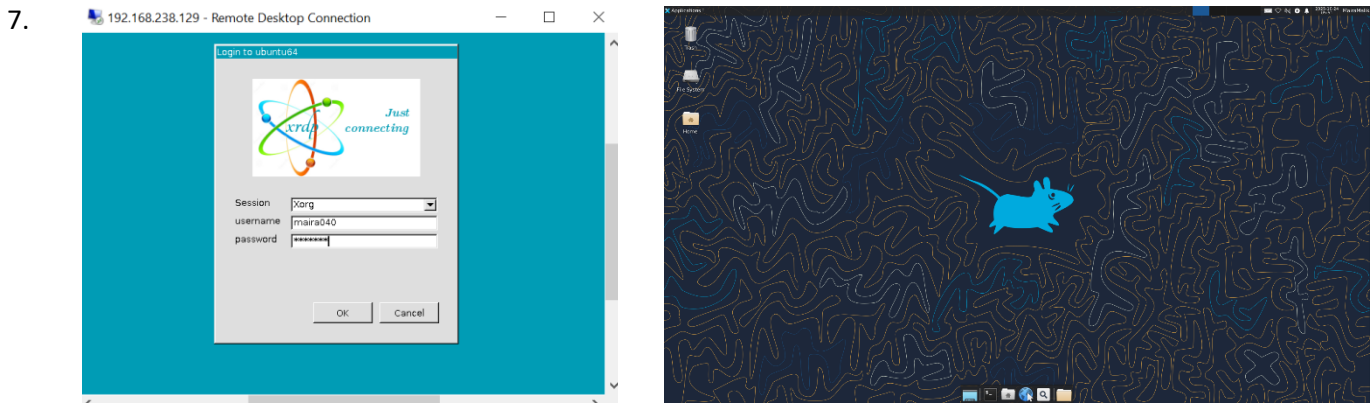 7.
192.168.238.129 - Remote Desktop Connection
Login to ubuntu64
Just
xrdp connecting
Session Xorg
username maira040
password *******
OK Cancel
Applications
Trash
File System
Home